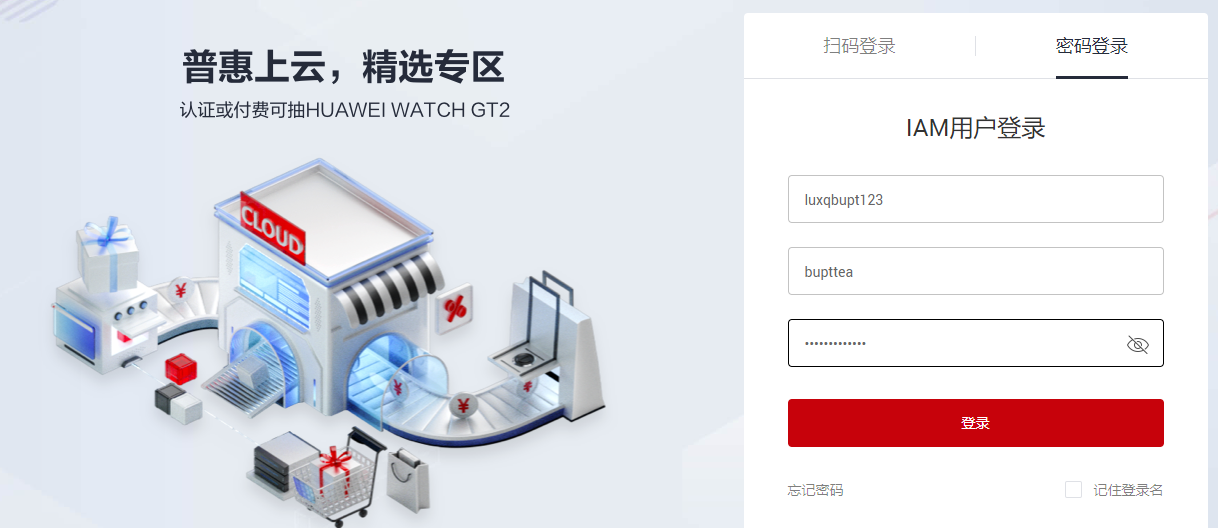 普惠上云，精选专区
认证或付费可抽HUAWEI WATCH GT2
CLOUD
¥
%
¥
¥
¥
扫码登录
密码登录
IAM用户登录
luxqbupt123
bupttea
•••••••••••••
登录
忘记密码
记住登录名